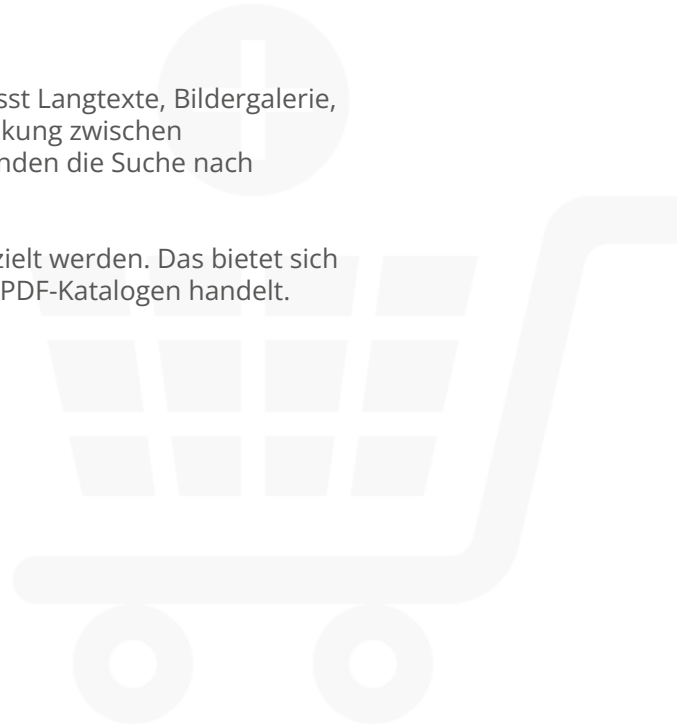 sst Langtexte, Bildergalerie,
kung zwischen
nden die Suche nach
zielt werden. Das bietet sich
PDF-Katalogen handelt.